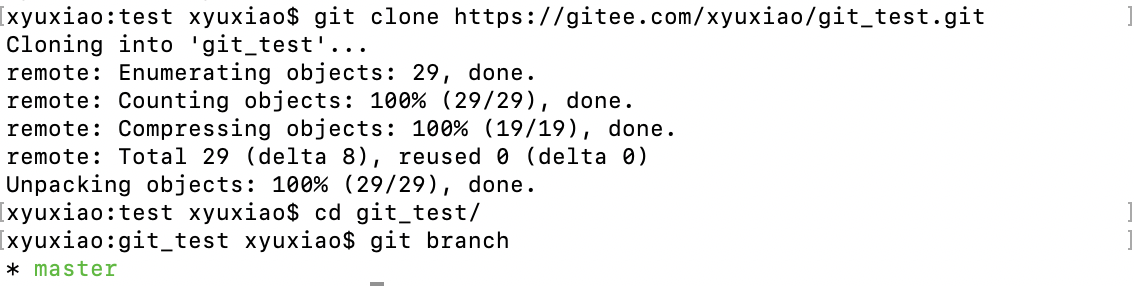 [xyuxiao:test xyuxiao$ git clone https://gitee.com/xyuxiao/git_test.git ]
Cloning into 'git_test'...
remote: Enumerating objects: 29, done.
remote: Counting objects: 100% (29/29), done.
remote: Compressing objects: 100% (19/19), done.
remote: Total 29 (delta 8), reused 0 (delta 0)
Unpacking objects: 100% (29/29), done.
[xyuxiao:test xyuxiao$ cd git_test/ ]
[xyuxiao:git_test xyuxiao$ git branch ]
* master